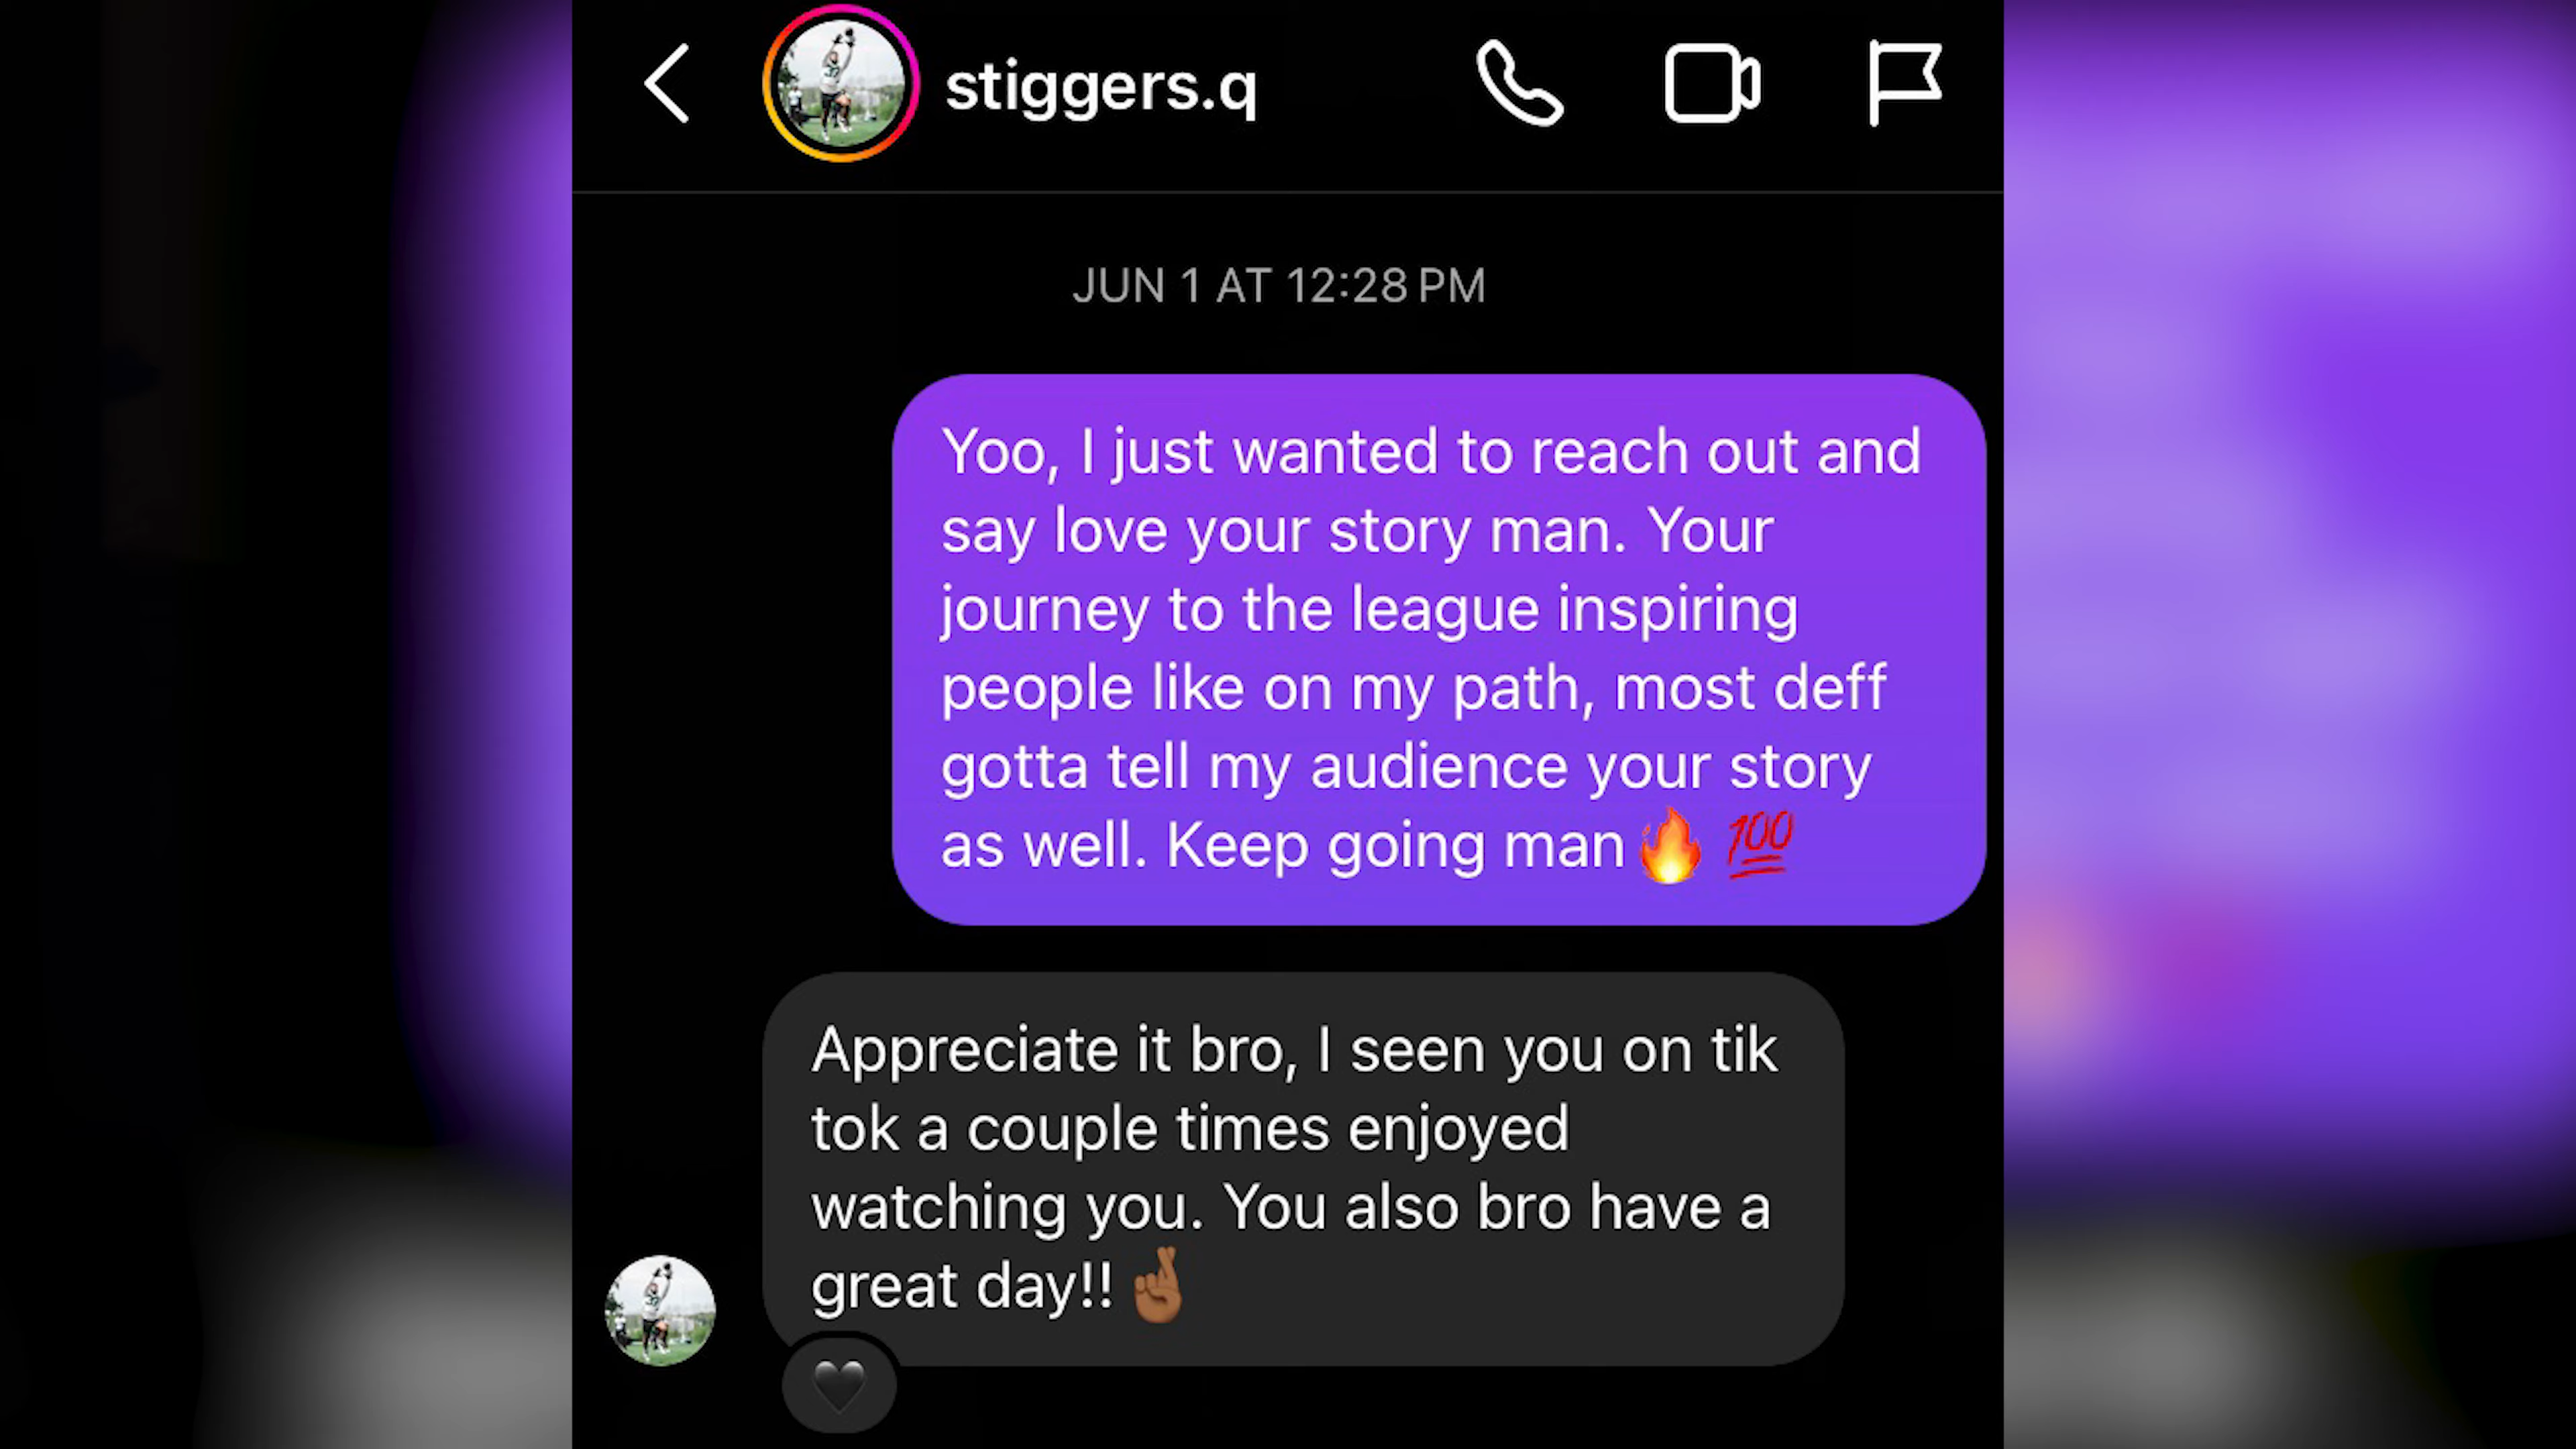 stiggers.q
JUN 1 AT 12:28 PM
Yoo, I just wanted to reach out and
say love your story man. Your
journey to the league inspiring
people like on my path, most deff
gotta tell my audience your story
as well. Keep going man🔥 💯
Appreciate it bro, I seen you on tik
tok a couple times enjoyed
watching you. You also bro have a
great day!! 🤞🏾
🖤